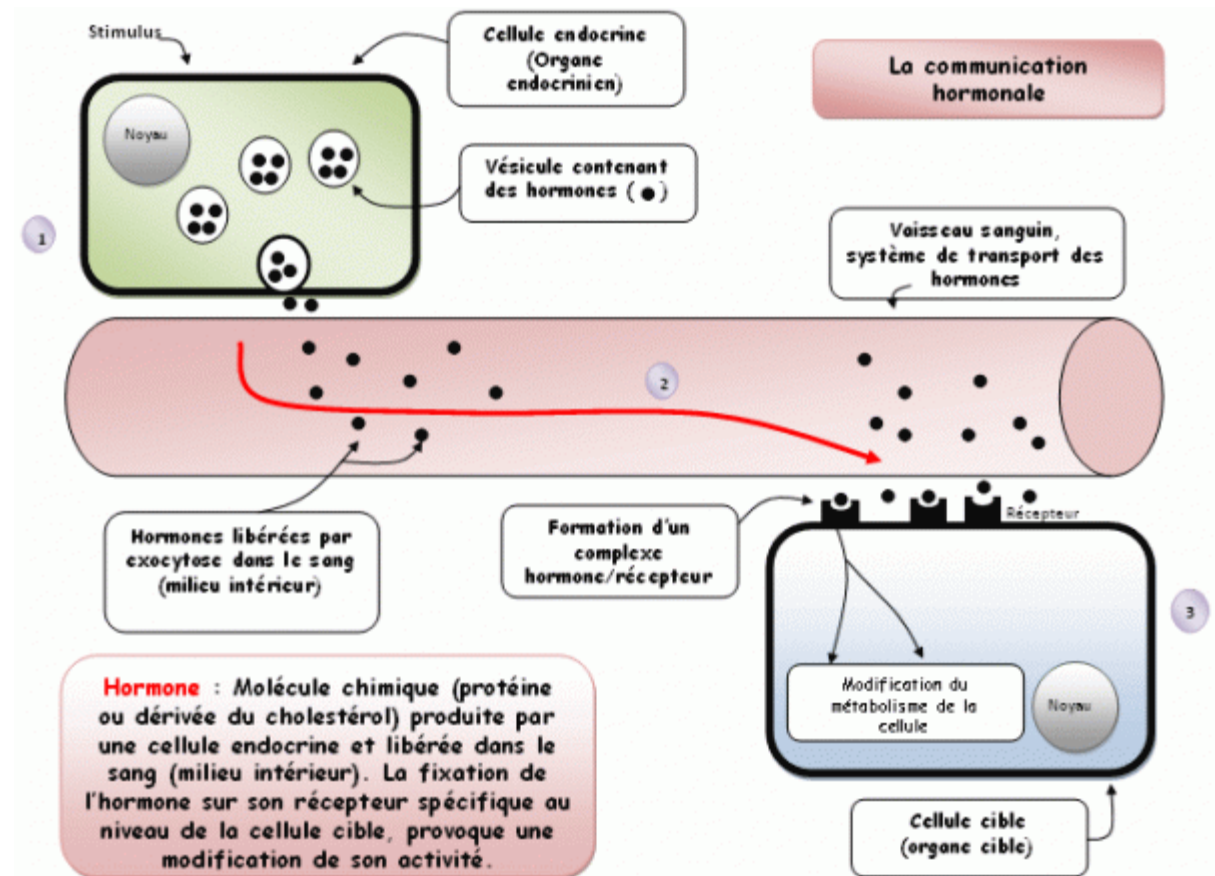 Stimulus
Cellule endocrine
(Organe
endocrinien)
La communication
hormonale
Noyau
Vésicule contenant
des hormones ( ● )
1
Vaisseau sanguin,
système de transport des
hormones
2
Hormones libérées par
exocytose dans le sang
(milieu intérieur)
Formation d'un
complexe
hormone/récepteur
Récepteur
3
Modification du
métabolisme de la
cellule
Noyau
Hormone : Molécule chimique (protéine
ou dérivée du cholestérol) produite par
une cellule endocrine et libérée dans le
sang (milieu intérieur). La fixation de
l'hormone sur son récepteur spécifique au
niveau de la cellule cible, provoque une
modification de son activité.
Cellule cible
(organe cible)